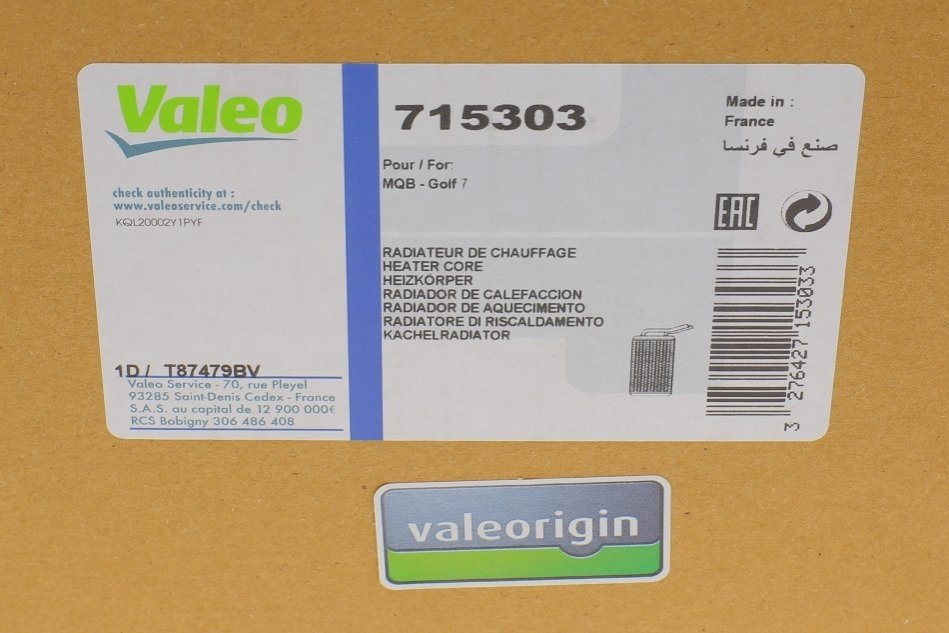 Valeo
check authenticity at :
www.valeoservice.com/check
KQL20002Y1PYF
1D / T87479BV
Valeo Service - 70, rue Pleyel
93285 Saint-Denis Cedex - France
S.A.S. au capital de 12 900 000€
RCS Bobigny 306 486 408
715303
Pour / For:
MQB - Golf 7
RADIATEUR DE CHAUFFAGE
HEATER CORE
HEIZKÖRPER
RADIADOR DE CALEFACCION
RADIADOR DE AQUECIMENTO
RADIATORE DI RISCALDAMENTO
KACHELRADIATOR
Made in :
France
صنع في فرنسا
EAC
3 276427 153033
valeorigin